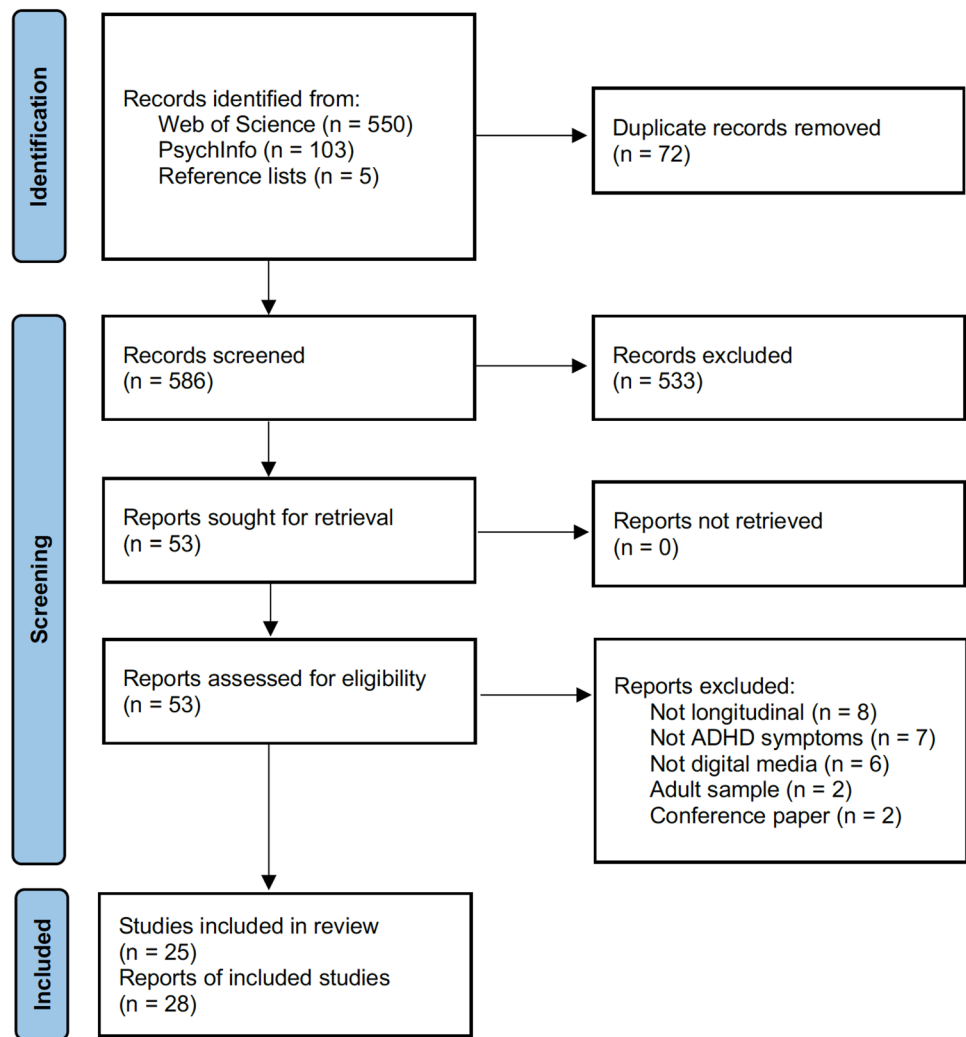 Identification
Records identified from:
Web of Science (n = 550)
PsychInfo (n = 103)
Reference lists (n = 5)
Duplicate records removed
(n = 72)
Screening
Records screened
(n = 586)
Records excluded
(n = 533)
Reports sought for retrieval
(n = 53)
Reports not retrieved
(n = 0)
Reports assessed for eligibility
(n = 53)
Reports excluded:
Not longitudinal (n = 8)
Not ADHD symptoms (n = 7)
Not digital media (n = 6)
Adult sample (n = 2)
Conference paper (n = 2)
Included
Studies included in review
(n = 25)
Reports of included studies
(n = 28)